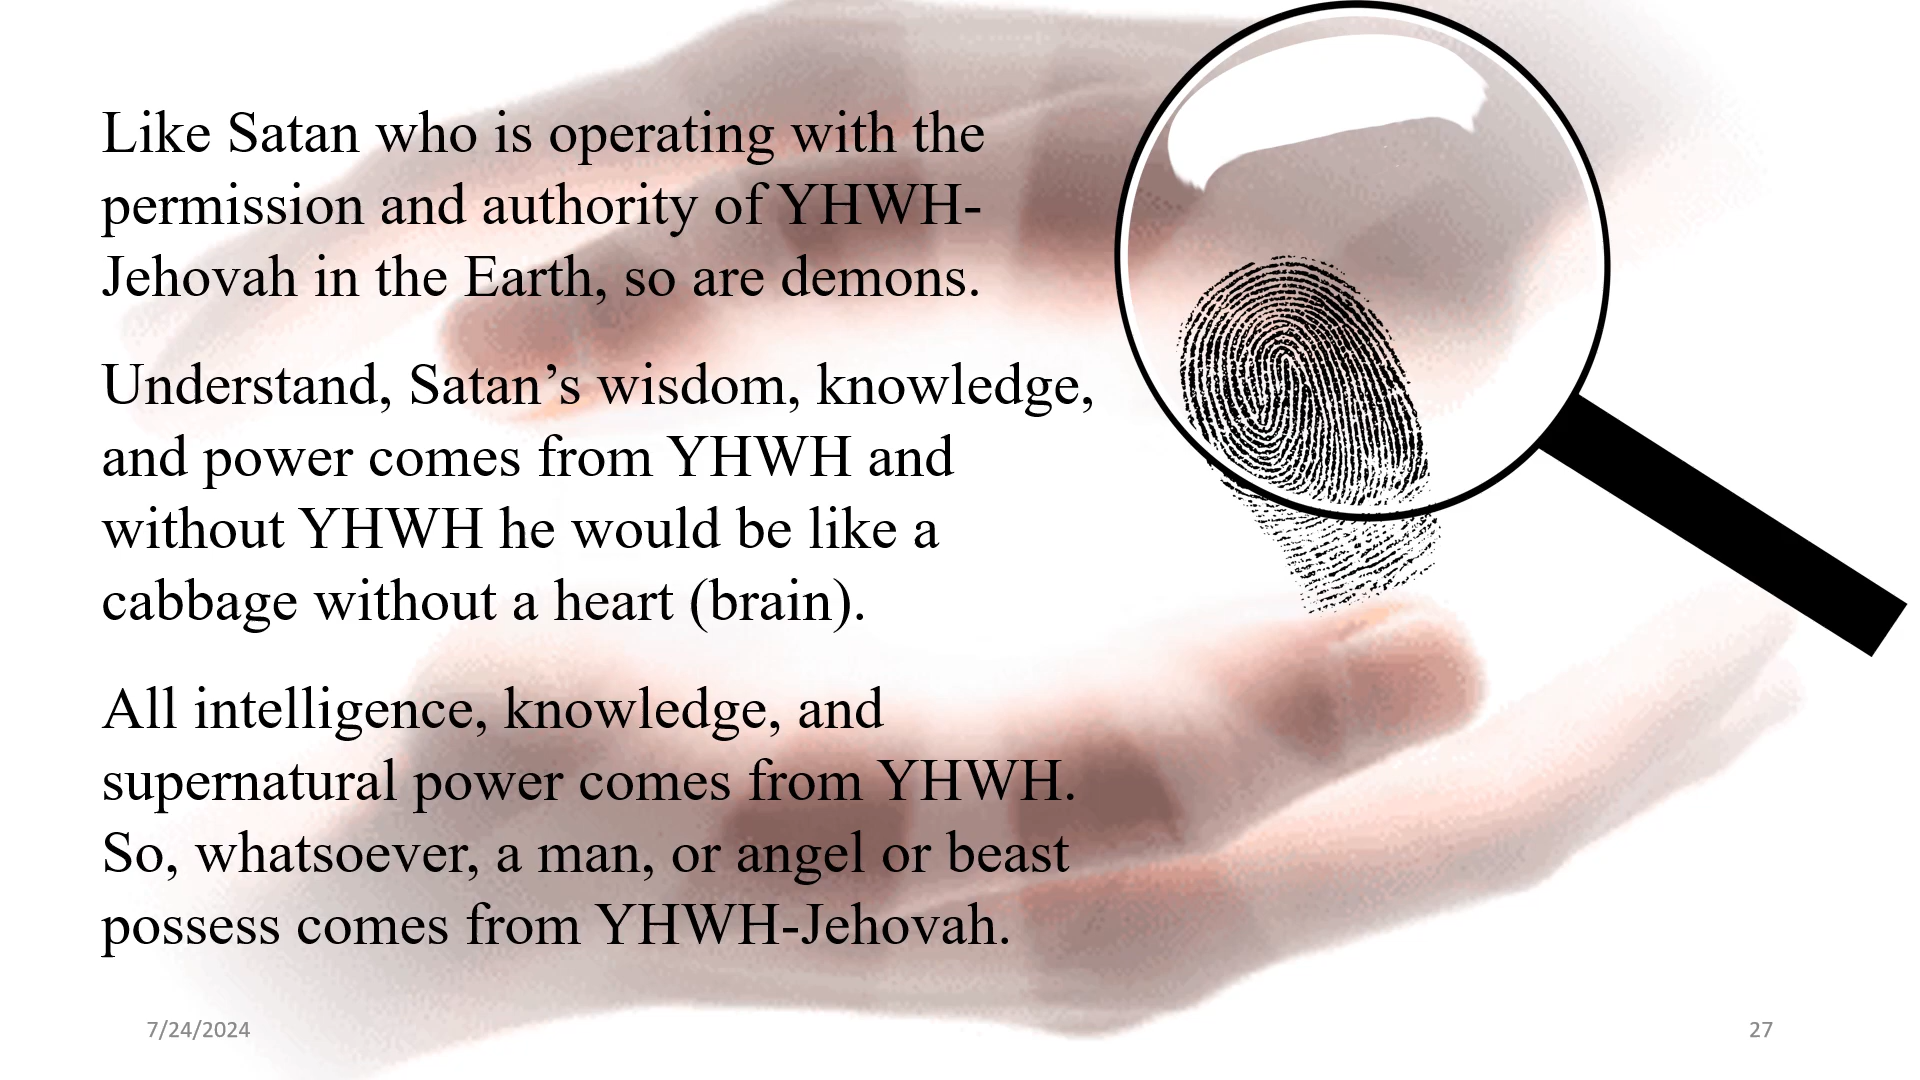 Like Satan who is operating with the
permission and authority of YHWH-
Jehovah in the Earth, so are demons.
Understand, Satan’s wisdom, knowledge,
and power comes from YHWH and
without YHWH he would be like a
cabbage without a heart (brain).
All intelligence, knowledge, and
supernatural power comes from YHWH.
So, whatsoever, a man, or angel or beast
possess comes from YHWH-Jehovah.
7/24/2024
27